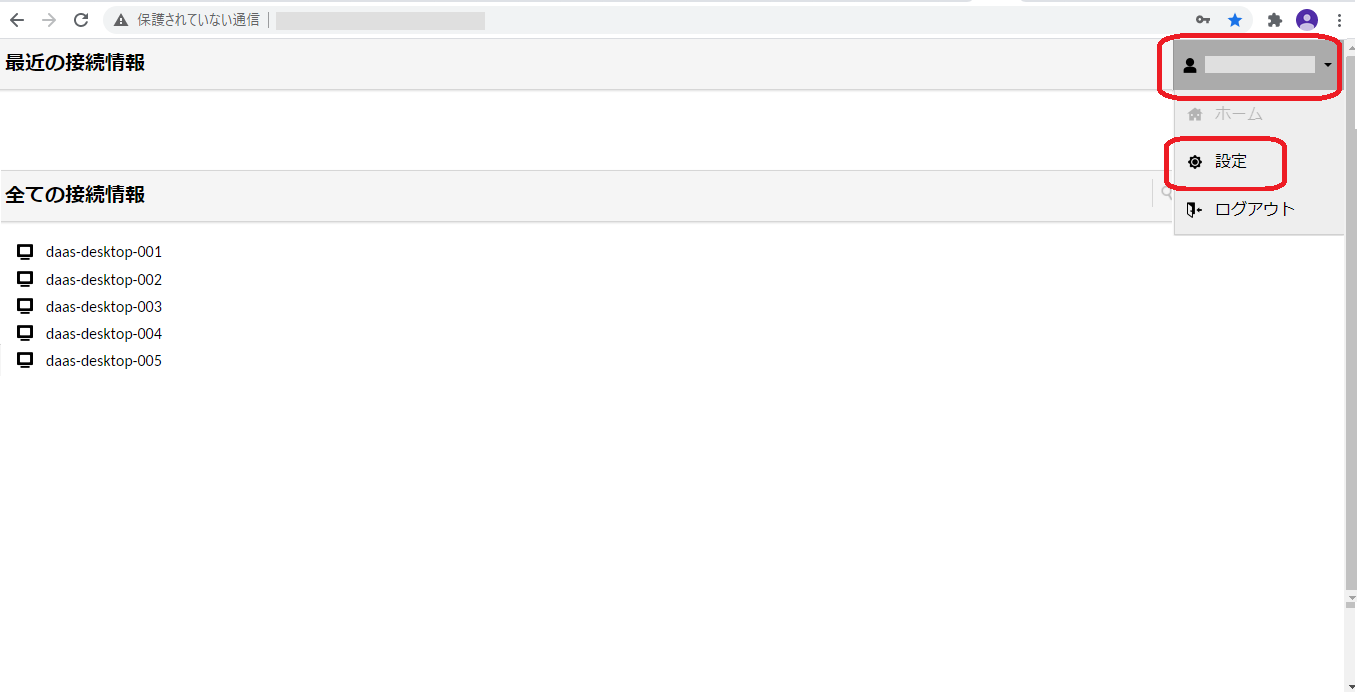 保護されていない通信
最近の接続情報
ホーム
設定
ログアウト
全ての接続情報
daas-desktop-001
daas-desktop-002
daas-desktop-003
daas-desktop-004
daas-desktop-005